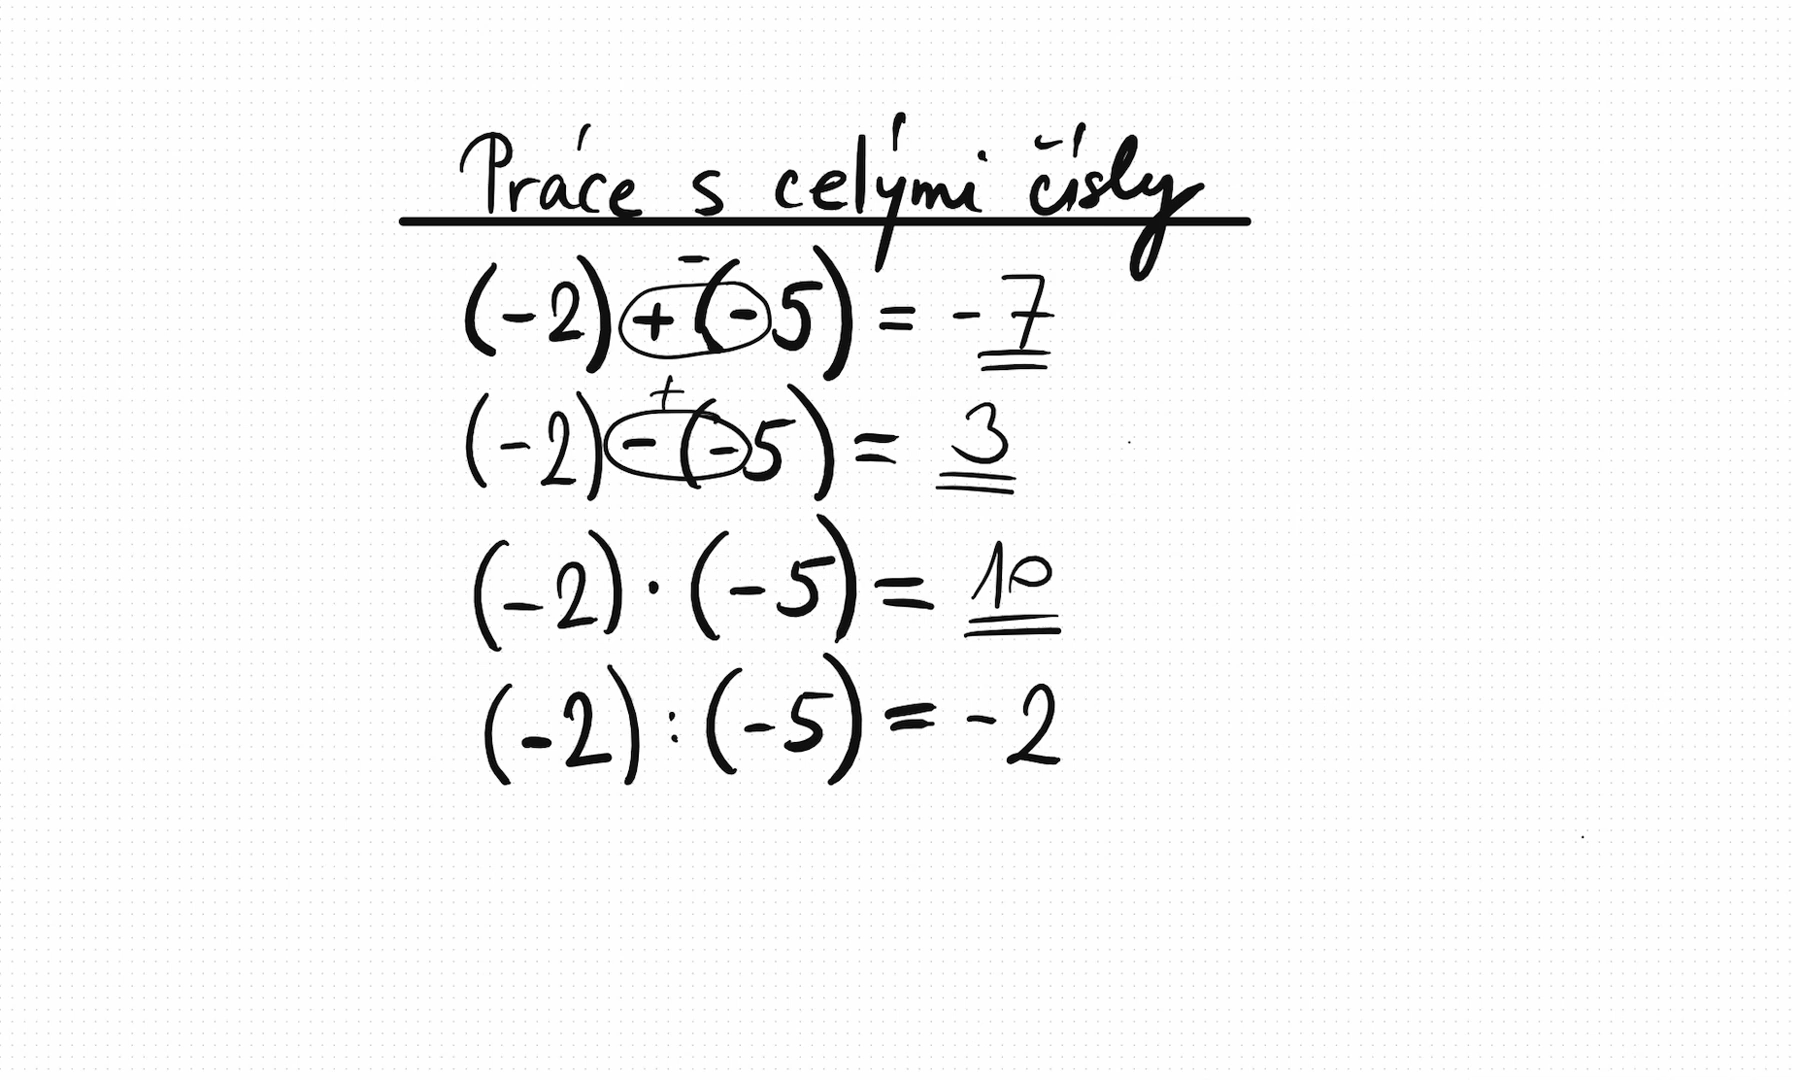 Práce s celými čísly
-
(-2) + (-5) = -7
+
(-2) - (-5) = 3
(-2) · (-5) = 10
(-2) : (-5) = -2